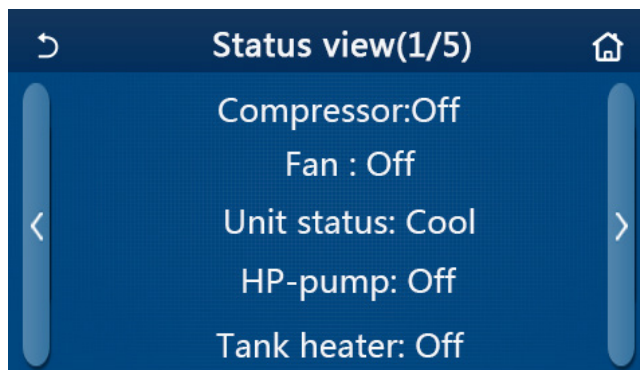 Status view(1/5)
Compressor:Off
Fan : Off
Unit status: Cool
HP-pump: Off
Tank heater: Off